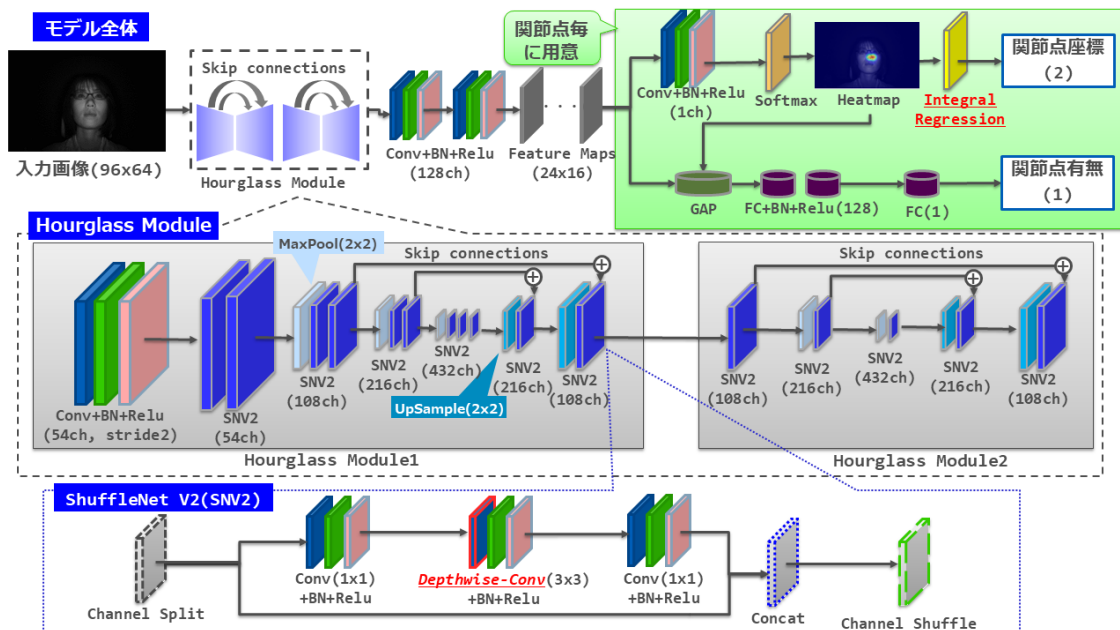 モデル全体
Skip connections
入力画像(96x64)
Hourglass Module
Conv+BN+Relu
(128ch)
Feature Maps
(24x16)
関節点毎
に用意
Conv+BN+Relu
(1ch)
Softmax
Heatmap
Integral
Regression
関節点座標
(2)
GAP
FC+BN+Relu(128)
FC(1)
関節点有無
(1)
Hourglass Module
MaxPool(2x2)
Skip connections
Conv+BN+Relu
(54ch, stride2)
SNV2
(54ch)
SNV2
(108ch)
SNV2
(216ch)
SNV2
(432ch)
SNV2
(216ch)
SNV2
(108ch)
UpSample(2x2)
Hourglass Module1
Skip connections
SNV2
(108ch)
SNV2
(216ch)
SNV2
(432ch)
SNV2
(216ch)
SNV2
(108ch)
Hourglass Module2
ShuffleNet V2(SNV2)
Channel Split
Conv(1x1)
+BN+Relu
Depthwise-Conv(3x3)
+BN+Relu
Conv(1x1)
+BN+Relu
Concat
Channel Shuffle